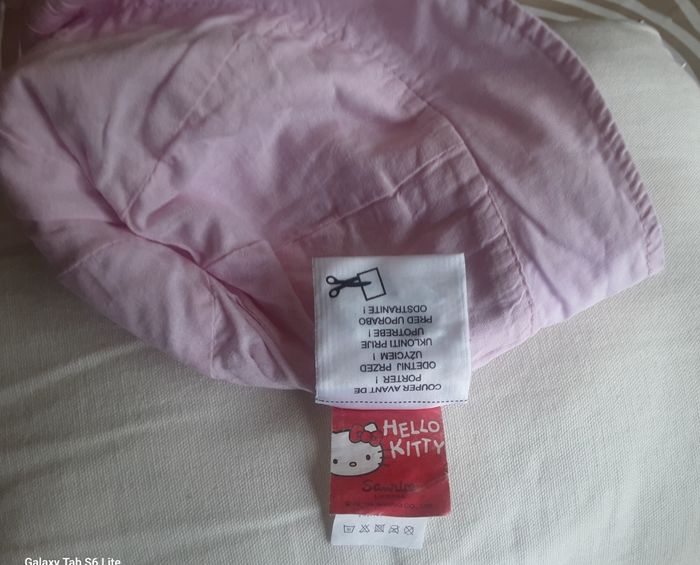 COUPER AVANT DE
PORTER !
ODETNIJ PRZED
UŻYCIEM !
UKLONITI PRIJE
UPOTREBE !
PRED UPORABO
ODSTRANITE !
HELLO
KITTY
Sanrio
Galaxy Tab S6 Lite